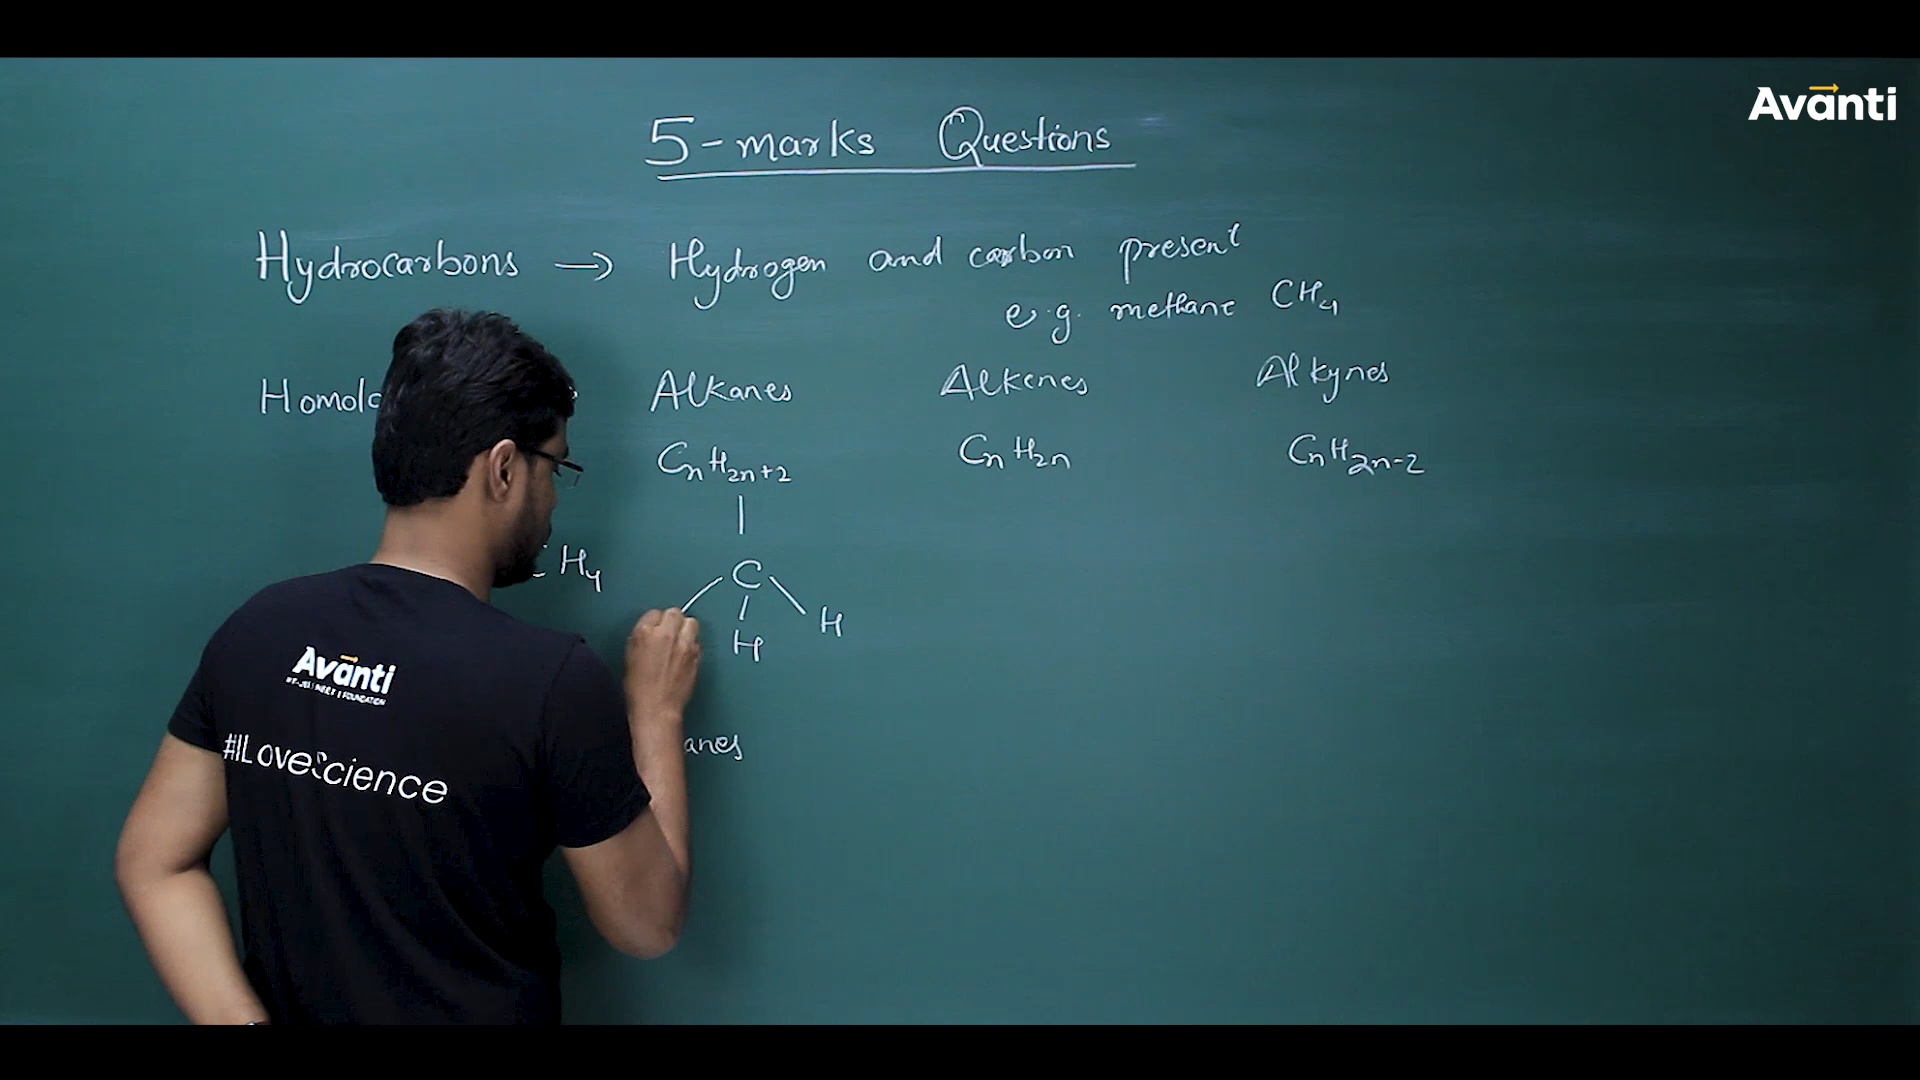 Avanti
5-marks Questions
Hydrocarbons → Hydrogen and carbon present
e.g. methane CH4
Alkanes Alkenes Alkynes
CnH2n+2 CnH2n CnH2n-2
H4 C H
H
Avanti
#ILoveScience